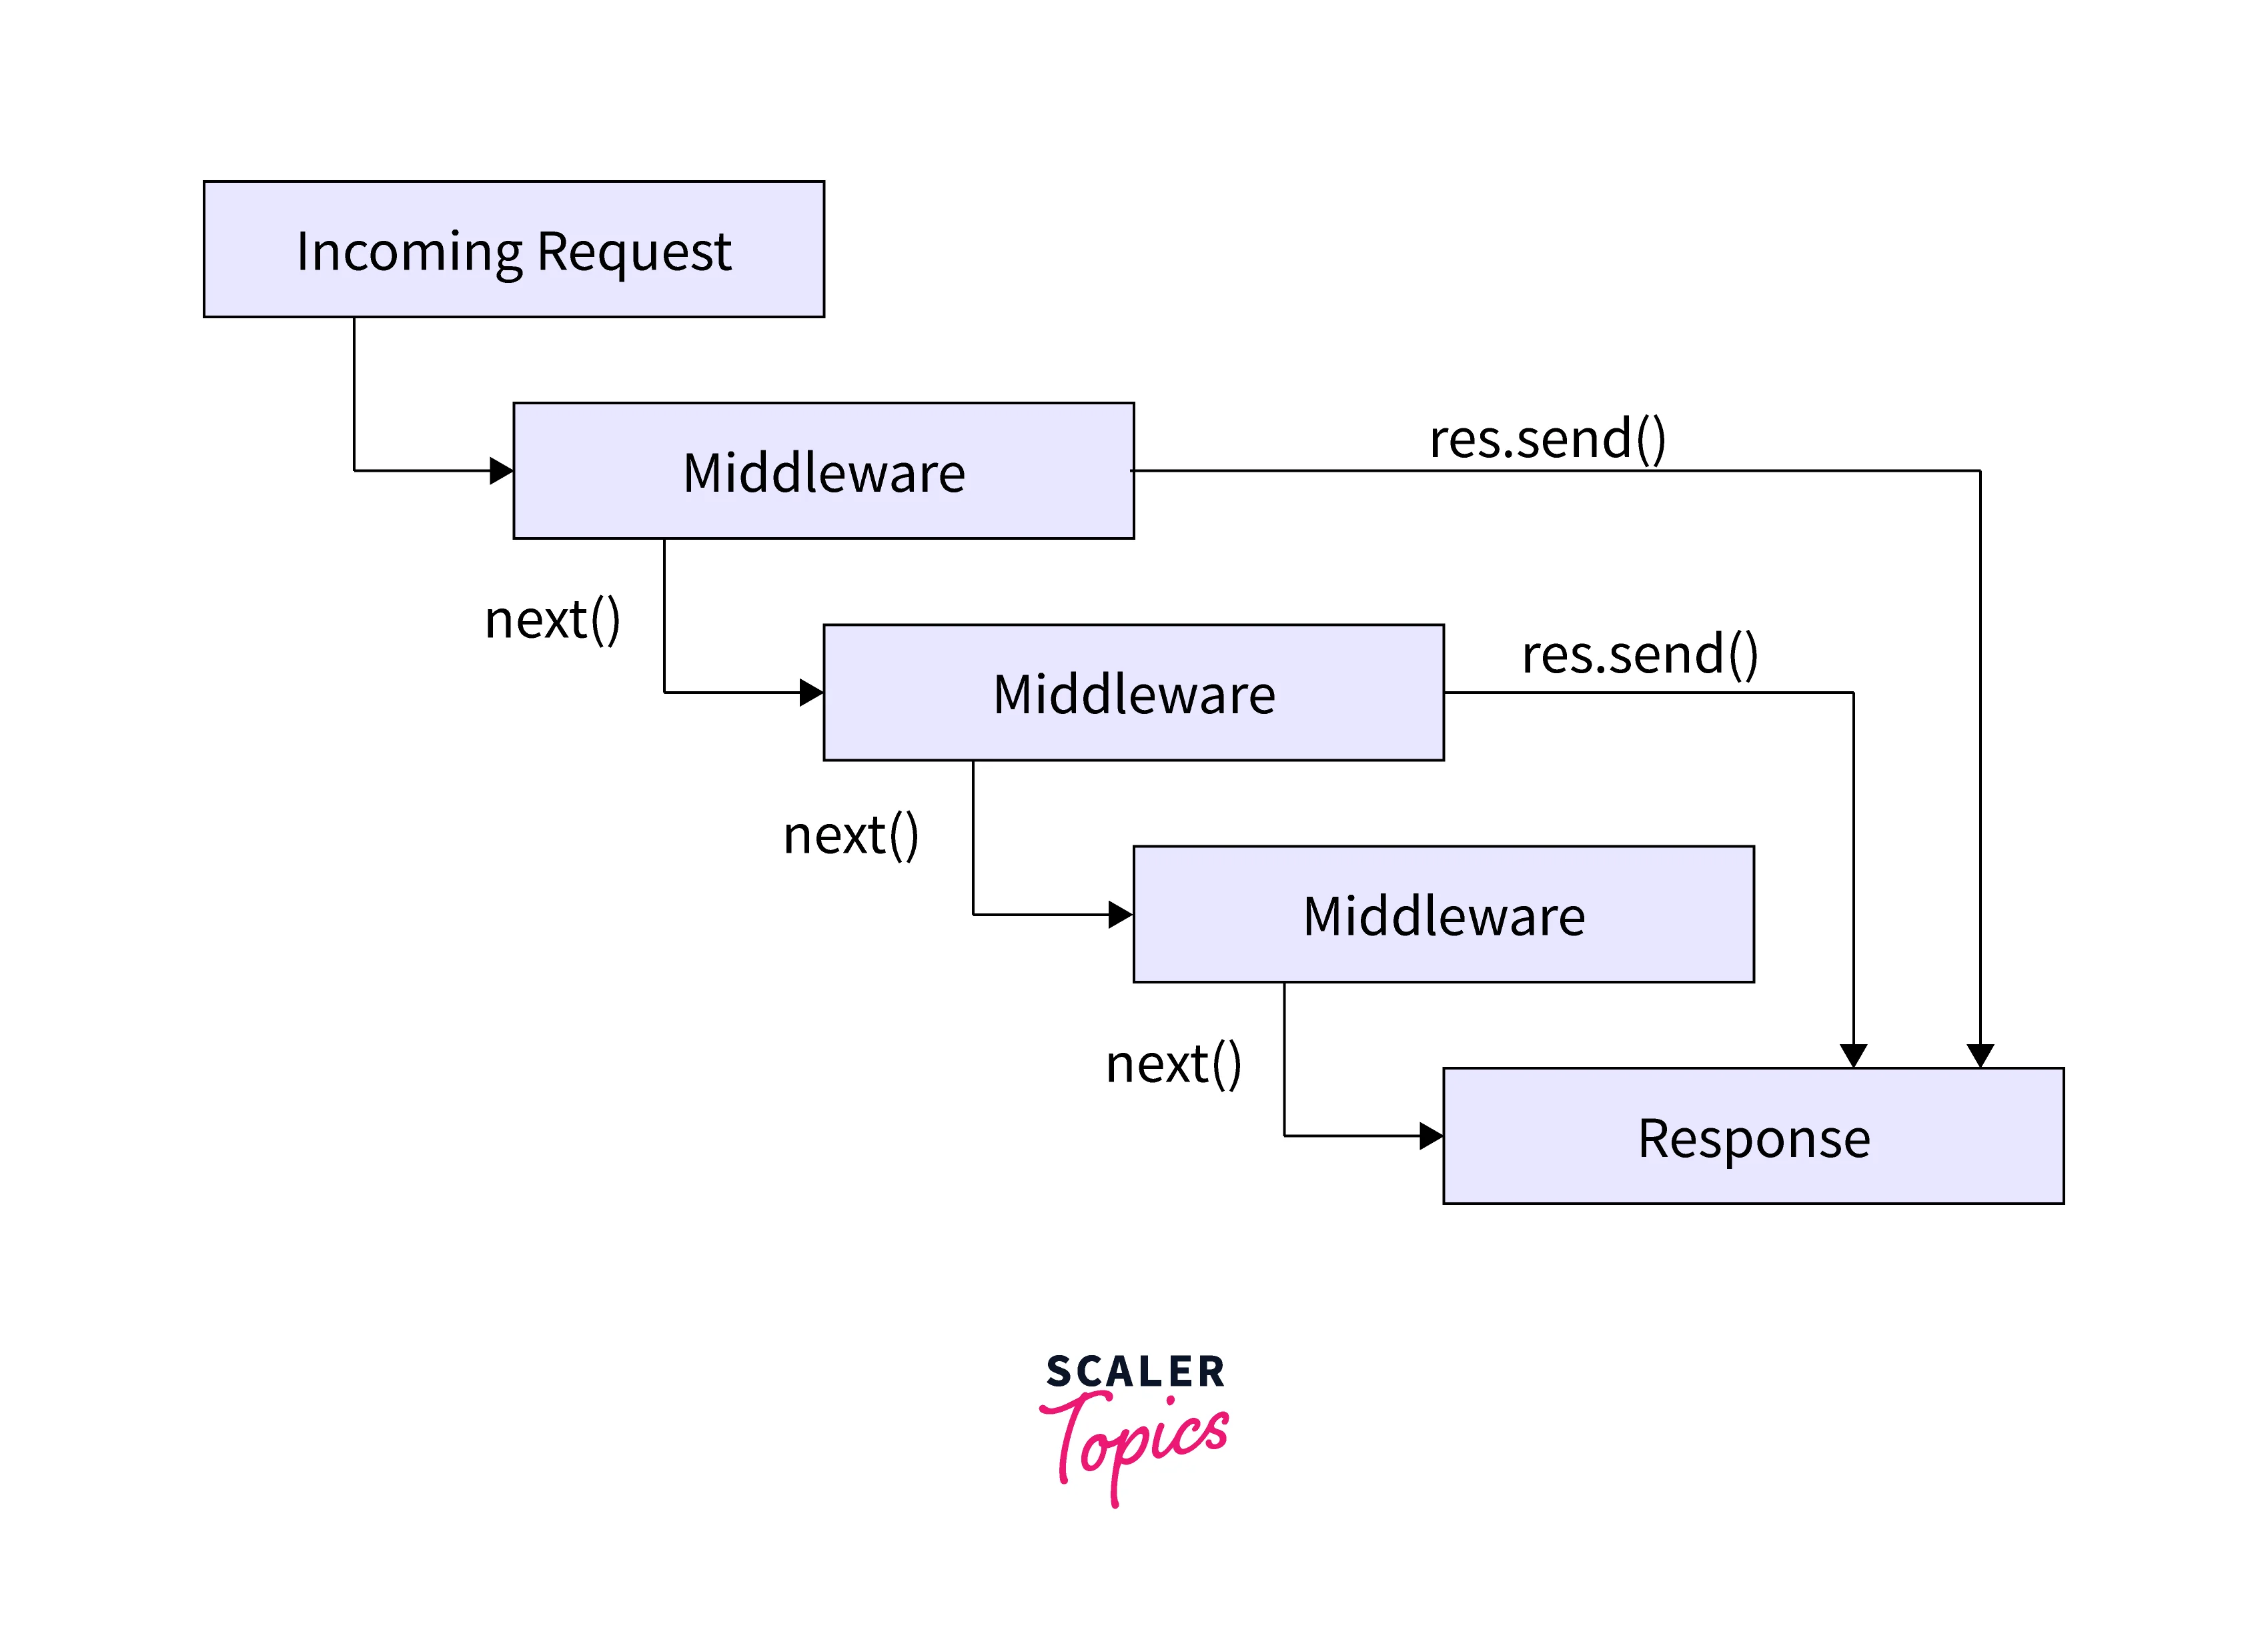 Incoming Request
Middleware
res.send()
next()
Middleware
res.send()
next()
Middleware
next()
Response
SCALER
Topics